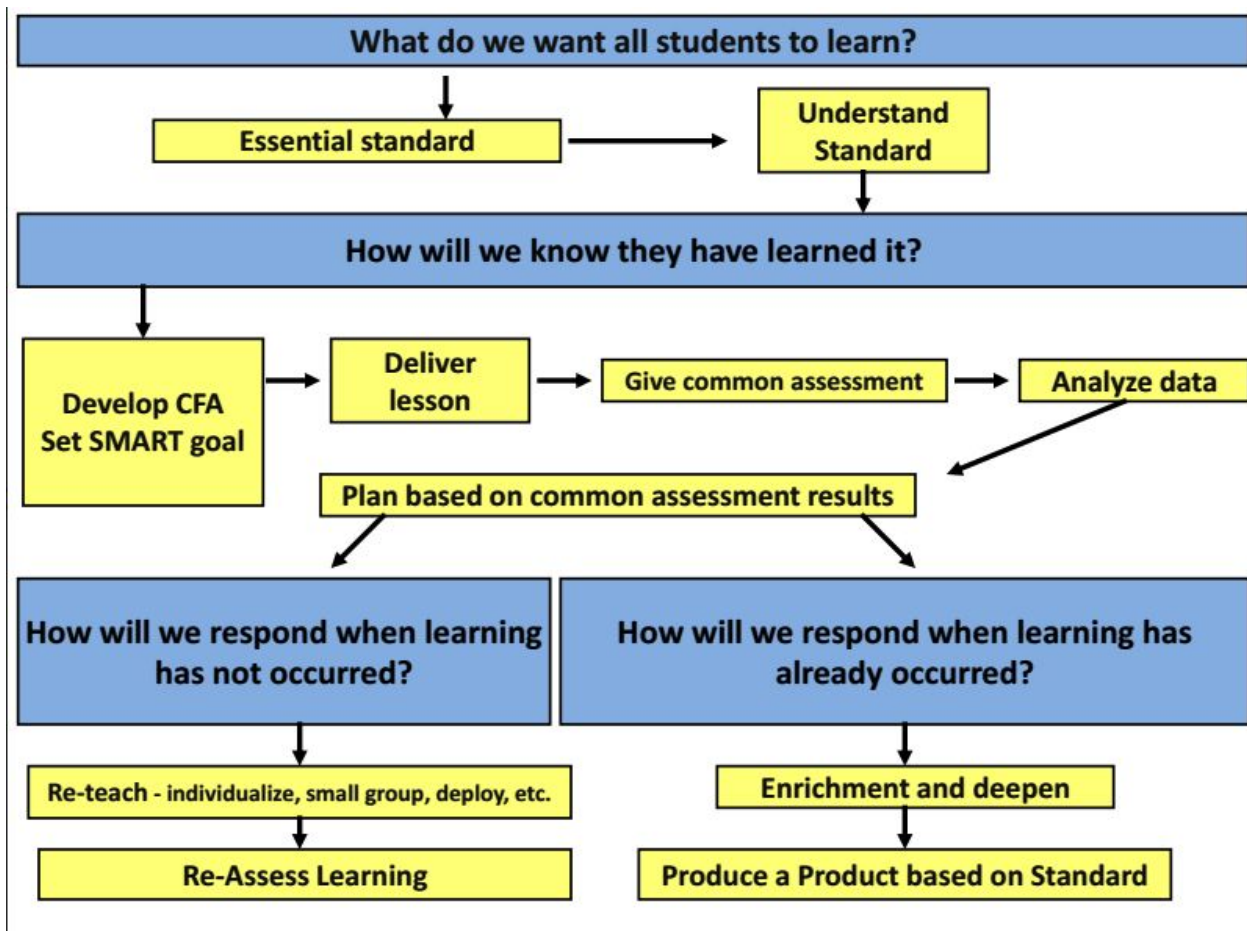 What do we want all students to learn?
Essential standard
Understand
Standard
How will we know they have learned it?
Develop CFA
Set SMART goal
Deliver
lesson
Give common assessment
Analyze data
Plan based on common assessment results
How will we respond when learning
has not occurred?
How will we respond when learning has
already occurred?
Re-teach - individualize, small group, deploy, etc.
Re-Assess Learning
Enrichment and deepen
Produce a Product based on Standard